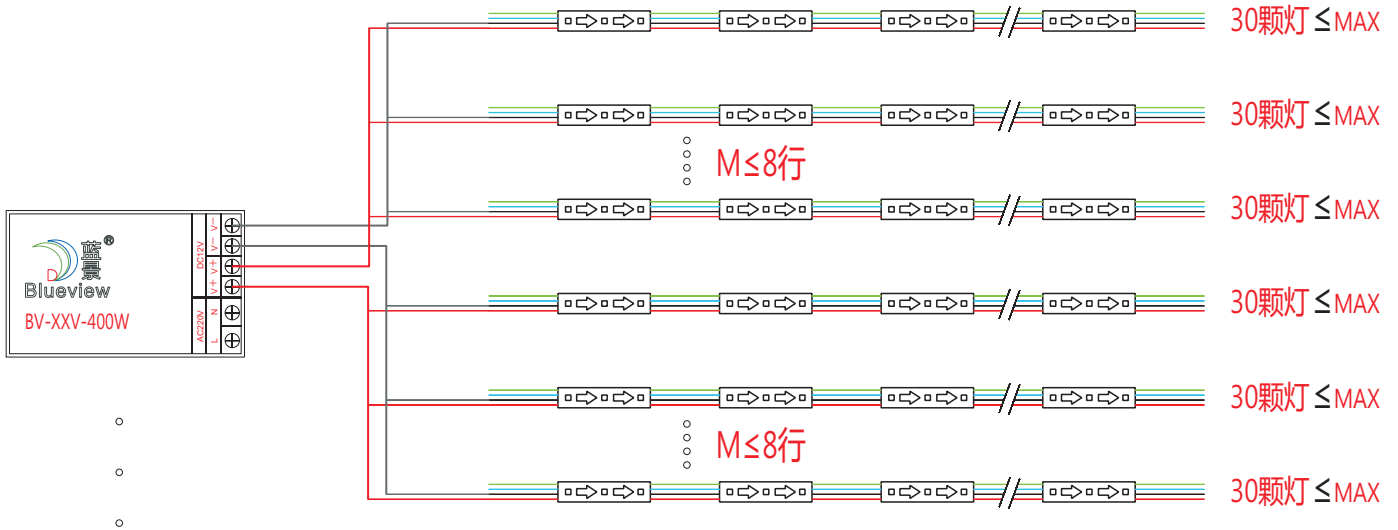 30颗灯≤MAX
30颗灯≤MAX
M≤8行
30颗灯≤MAX
蓝景®
D
Blueview
BV-XXV-400W
DC12V
V-
V-
V+
V+
AC220V
N
L
30颗灯≤MAX
30颗灯≤MAX
M≤8行
30颗灯≤MAX